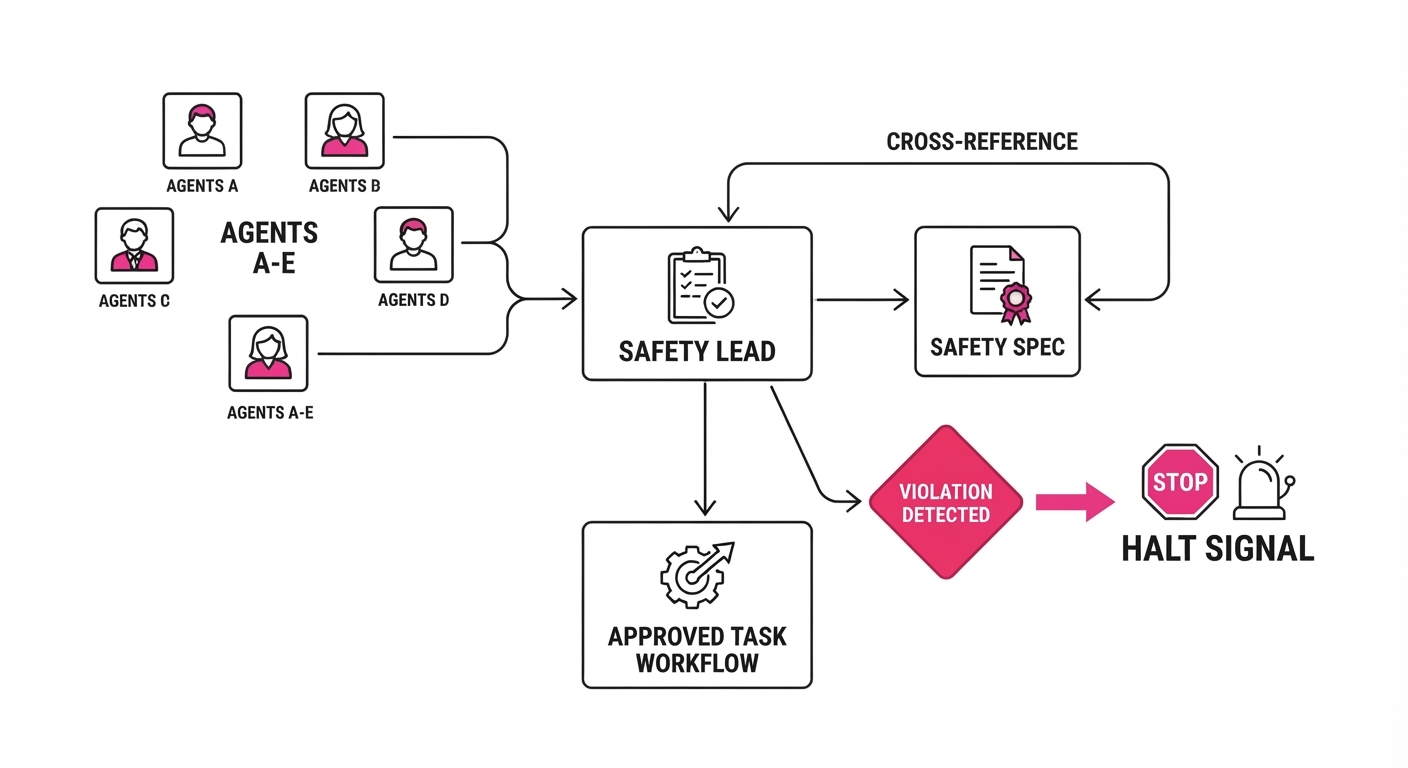 AGENTS A
AGENTS B
AGENTS C
AGENTS
A-E
AGENTS D
AGENTS A-E
CROSS-REFERENCE
SAFETY LEAD
SAFETY SPEC
VIOLATION
DETECTED
STOP
HALT SIGNAL
APPROVED TASK
WORKFLOW